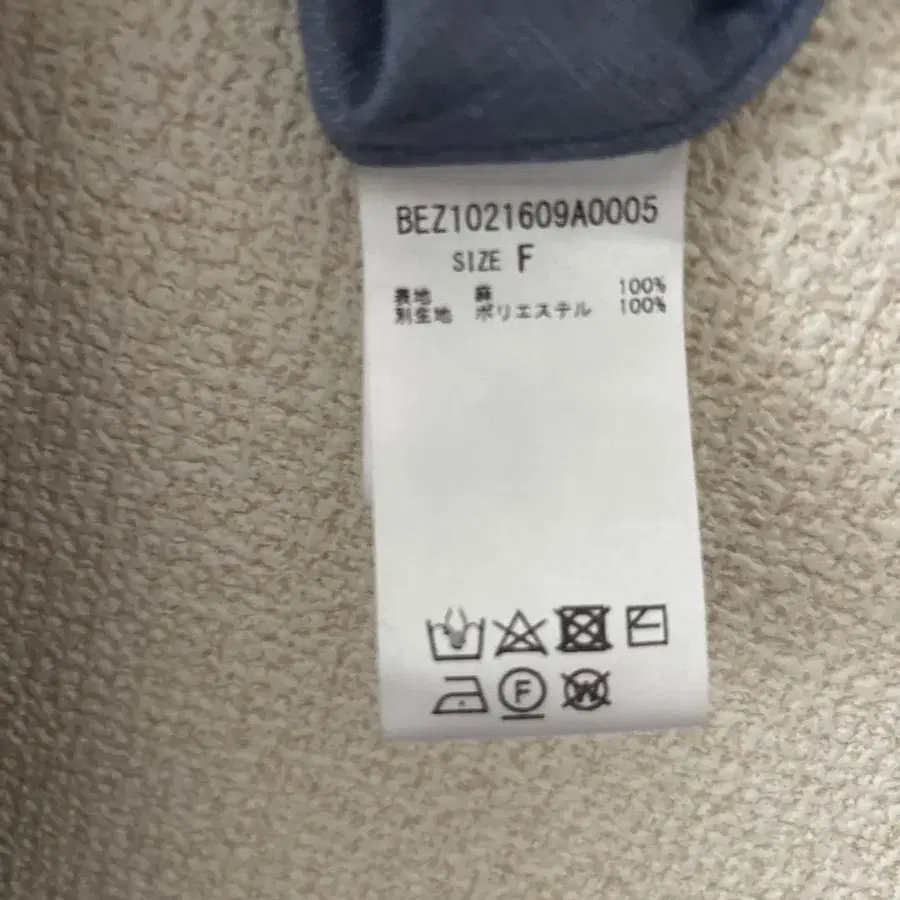 BEZ1021609A0005
SIZE F
表地 麻 100%
別生地 ポリエステル 100%
F
W